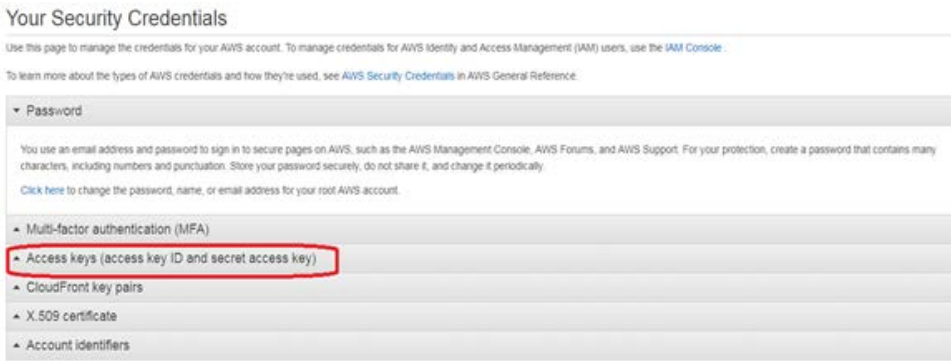 Your Security Credentials
Use this page to manage the credentials for your AWS account. To manage credentials for AWS Identity and Access Management (IAM) users, use the IAM Console .
To learn more about the types of AWS credentials and how they're used, see AWS Security Credentials in AWS General Reference.
Password
You use an email address and password to sign in to secure pages on AWS, such as the AWS Management Console, AWS Forums, and AWS Support. For your protection, create a password that contains many
characters, including numbers and punctuation. Store your password securely, do not share it, and change it periodically.
Click here to change the password, name, or email address for your root AWS account.
Multi-factor authentication (MFA)
Access keys (access key ID and secret access key)
CloudFront key pairs
X.509 certificate
Account identifiers